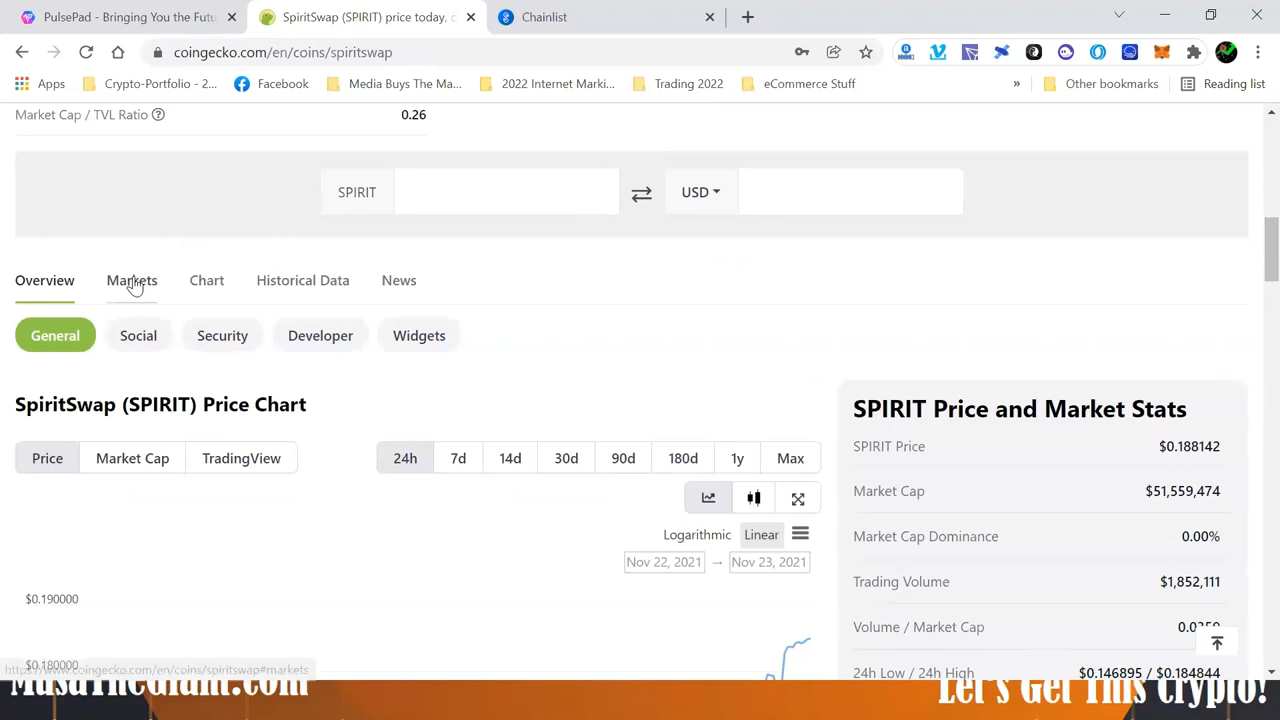 PulsePad - Bringing You the Futu
SpiritSwap (SPIRIT) price today, c
Chainlist
coingecko.com/en/coins/spiritswap
Apps
Crypto-Portfolio - 2...
Facebook
Media Buys The Ma...
2022 Internet Marki...
Trading 2022
eCommerce Stuff
»
Other bookmarks
Reading list
Market Cap / TVL Ratio ?
0.26
SPIRIT
USD
Overview
Markets
Chart
Historical Data
News
General
Social
Security
Developer
Widgets
SpiritSwap (SPIRIT) Price Chart
Price
Market Cap
TradingView
24h
7d
14d
30d
90d
180d
1y
Max
Logarithmic
Linear
Nov 22, 2021 → Nov 23, 2021
$0.190000
$0.180000
SPIRIT Price and Market Stats
SPIRIT Price
$0.188142
Market Cap
$51,559,474
Market Cap Dominance
0.00%
Trading Volume
$1,852,111
Volume / Market Cap
24h Low / 24h High
$0.146895 / $0.184844
https://www.coingecko.com/en/coins/spiritswap#markets
MusaTheGiant.com
Let's Get This Crypto!